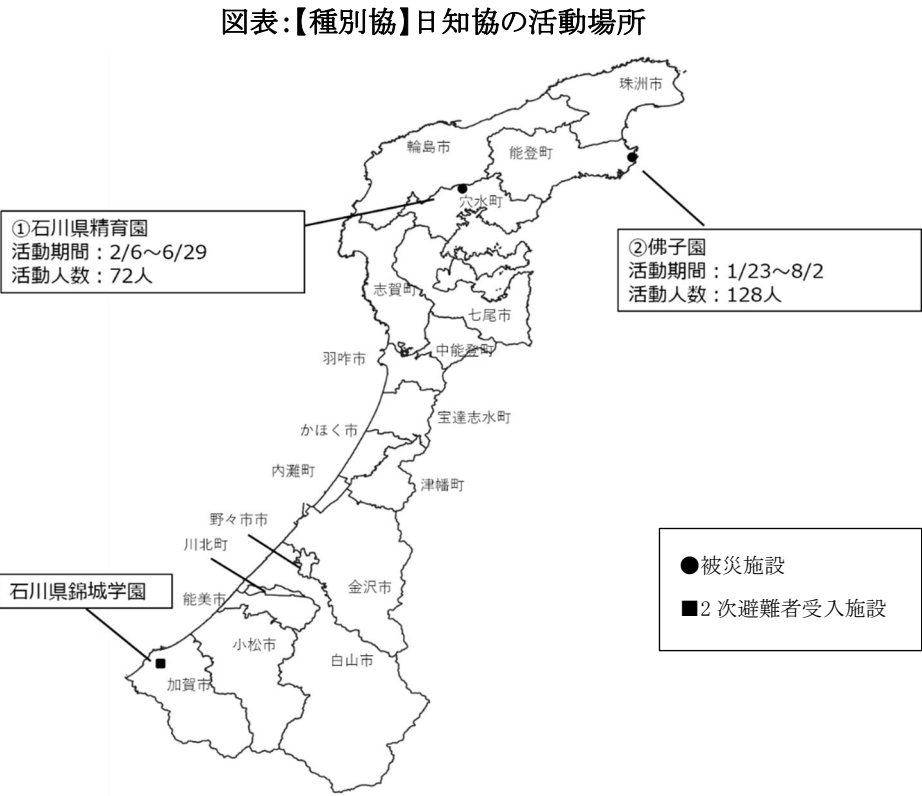 図表:【種別協】日知協の活動場所
珠洲市
輪島市
能登町
穴水町
①石川県精育園
活動期間：2/6～6/29
活動人数：72人
②佛子園
活動期間：1/23～8/2
活動人数：128人
志賀町
七尾市
中能登町
羽咋市
宝達志水町
かほく市
内灘町
津幡町
野々市市
川北町
金沢市
能美市
石川県錦城学園
小松市
白山市
加賀市
●被災施設
■2次避難者受入施設